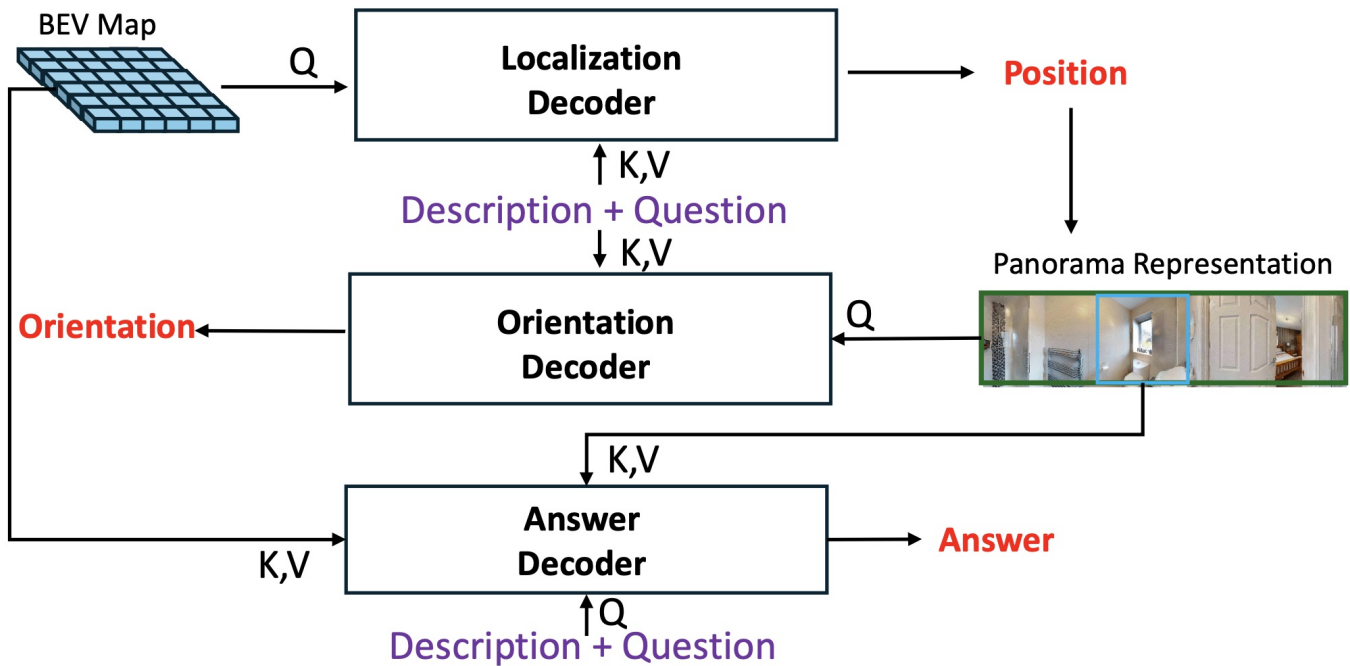 BEV Map
Q
Localization
Decoder
Position
K,V
Description + Question
K,V
Panorama Representation
Orientation
Orientation
Decoder
Q
K,V
Answer
Decoder
Answer
K,V
Q
Description + Question